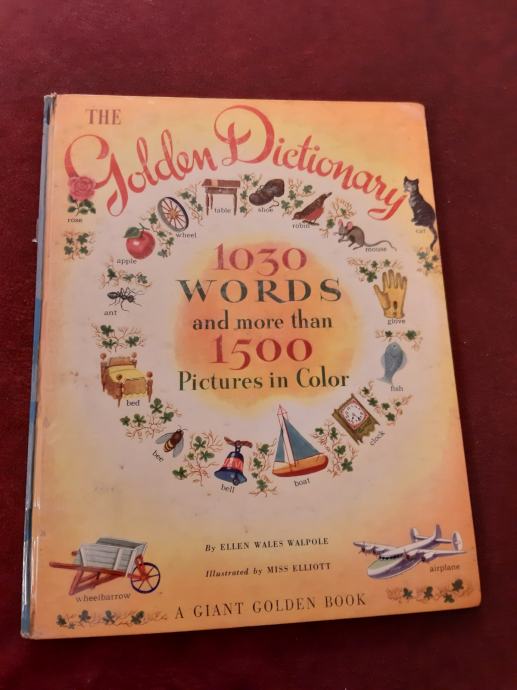 THE
Golden Dictionary
rose
apple
wheel
table
shoe
robin
mouse
cat
ant
glove
bed
fish
bee
bell
boat
clock
1030
WORDS
and more than
1500
Pictures in Color
By ELLEN WALES WALPOLE
Illustrated by MISS ELLIOTT
wheelbarrow
airplane
A GIANT GOLDEN BOOK